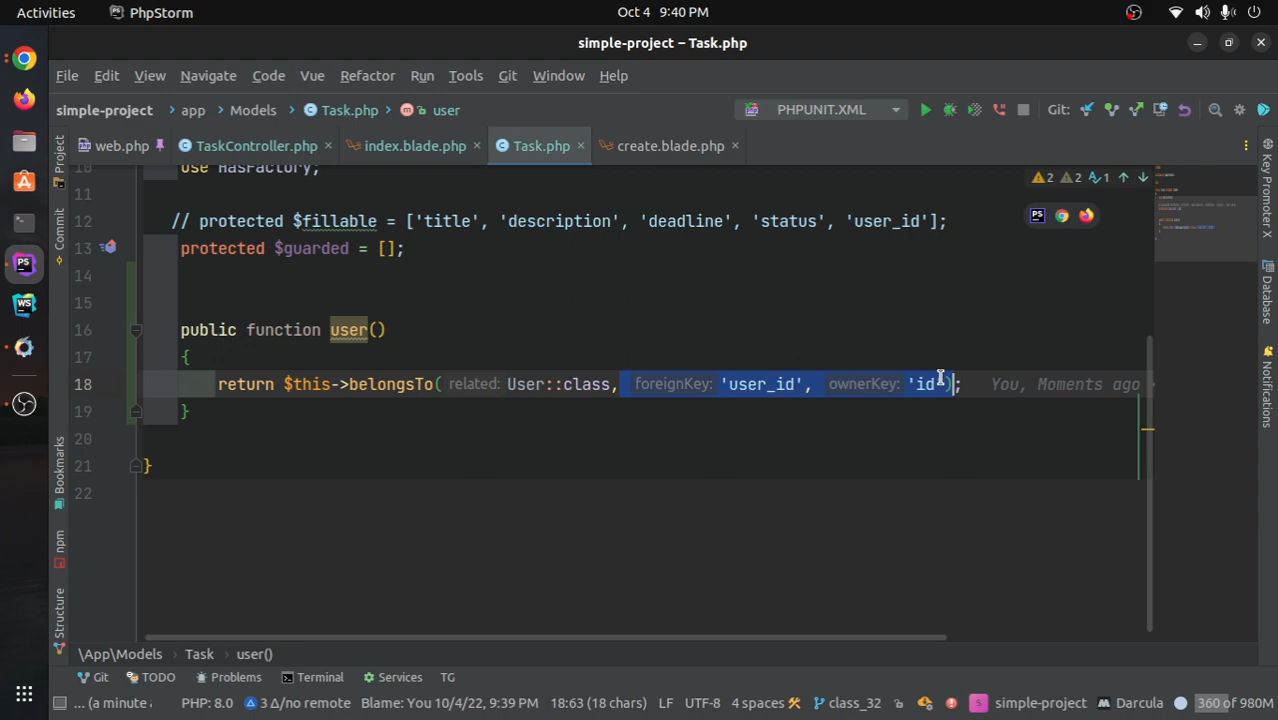 Activities PhpStorm Oct 4 9:40 PM
simple-project – Task.php
File Edit View Navigate Code Vue Refactor Run Tools Git Window Help
simple-project app Models Task.php user PHPUNIT.XML Git:
web.php TaskController.php index.blade.php Task.php create.blade.php
10 use HasFactory;
11
12 // protected $fillable = ['title', 'description', 'deadline', 'status', 'user_id'];
13 protected $guarded = [];
14
15
16 public function user()
17 {
18 return $this->belongsTo( related: User::class, foreignKey: 'user_id', ownerKey: 'id'); You, Moments ago
19 }
20
21 }
22
2 2 1
Project
Commit
Bookmarks
npm
Structure
Key Promoter X
Database
Notifications
\App\Models Task user()
Git TODO Problems Terminal Services TG
... (a minute PHP: 8.0 3 Δ/no remote Blame: You 10/4/22, 9:39 PM 18:63 (18 chars) LF UTF-8 4 spaces class_32 simple-project Darcula 360 of 980M